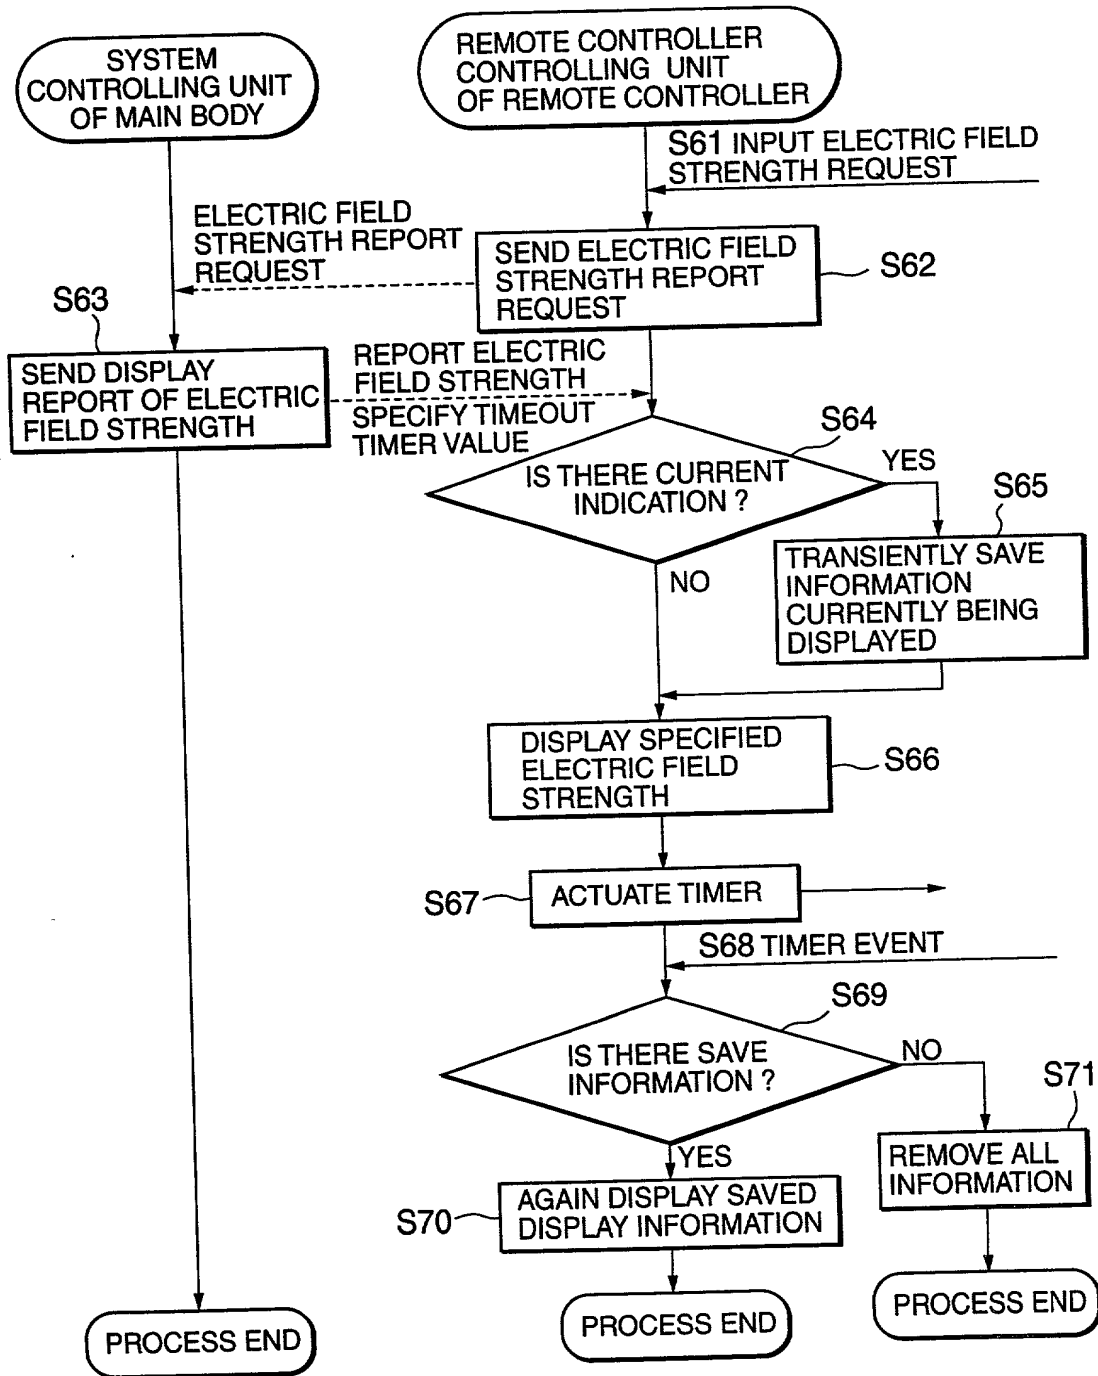 SYSTEM
CONTROLLING UNIT
OF MAIN BODY
REMOTE CONTROLLER
CONTROLLING UNIT
OF REMOTE CONTROLLER
S61 INPUT ELECTRIC FIELD
STRENGTH REQUEST
ELECTRIC FIELD
STRENGTH REPORT
REQUEST
SEND ELECTRIC FIELD
STRENGTH REPORT
REQUEST
S62
S63
SEND DISPLAY
REPORT OF ELECTRIC
FIELD STRENGTH
REPORT ELECTRIC
FIELD STRENGTH
SPECIFY TIMEOUT
TIMER VALUE
S64
IS THERE CURRENT
INDICATION ?
YES
NO
S65
TRANSIENTLY SAVE
INFORMATION
CURRENTLY BEING
DISPLAYED
DISPLAY SPECIFIED
ELECTRIC FIELD
STRENGTH
S66
S67
ACTUATE TIMER
S68 TIMER EVENT
S69
IS THERE SAVE
INFORMATION ?
NO
YES
S71
REMOVE ALL
INFORMATION
S70
AGAIN DISPLAY SAVED
DISPLAY INFORMATION
PROCESS END
PROCESS END
PROCESS END